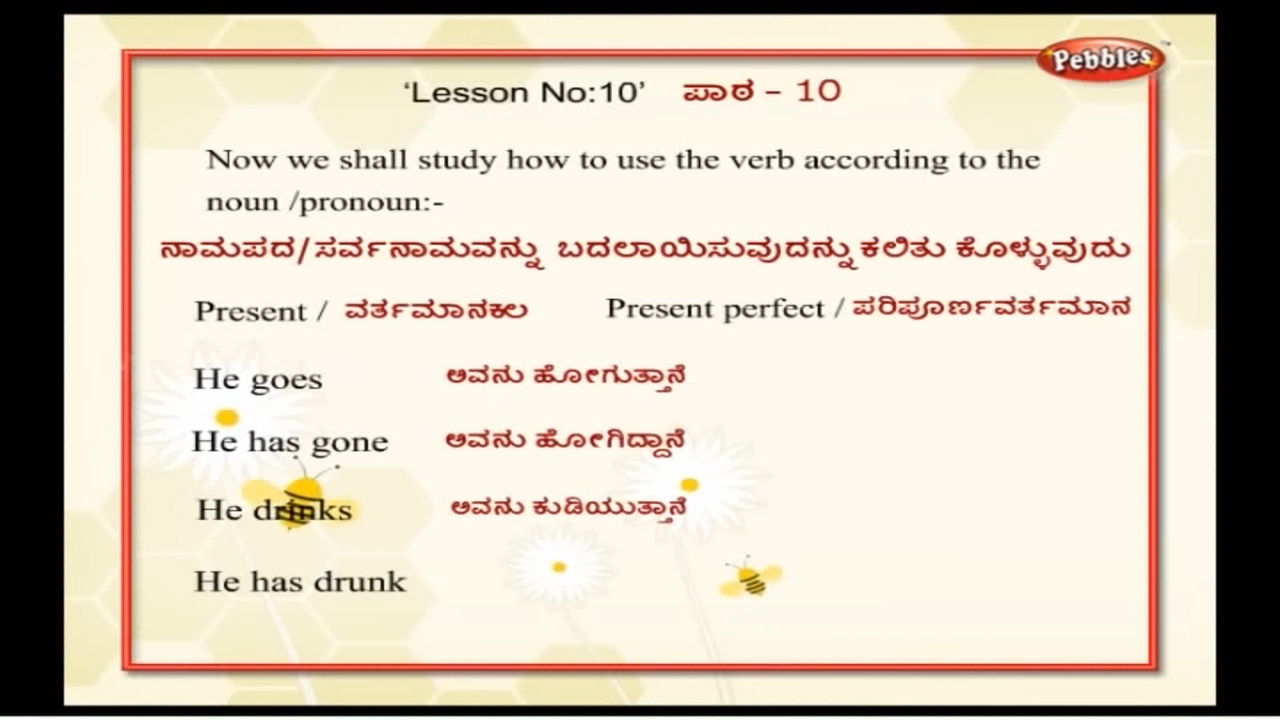 Pebbles™
'Lesson No:10' ಪಾಠ – 10
Now we shall study how to use the verb according to the
noun /pronoun:-
ನಾಮಪದ/ಸರ್ವನಾಮವನ್ನು ಬದಲಾಯಿಸುವುದನ್ನು ಕಲಿತು ಕೊಳ್ಳುವುದು
Present / ವರ್ತಮಾನಕಲ Present perfect / ಪರಿಪೂರ್ಣವರ್ತಮಾನ
He goes ಅವನು ಹೋಗುತ್ತಾನೆ
He has gone ಅವನು ಹೋಗಿದ್ದಾನೆ
He drinks ಅವನು ಕುಡಿಯುತ್ತಾನೆ
He has drunk